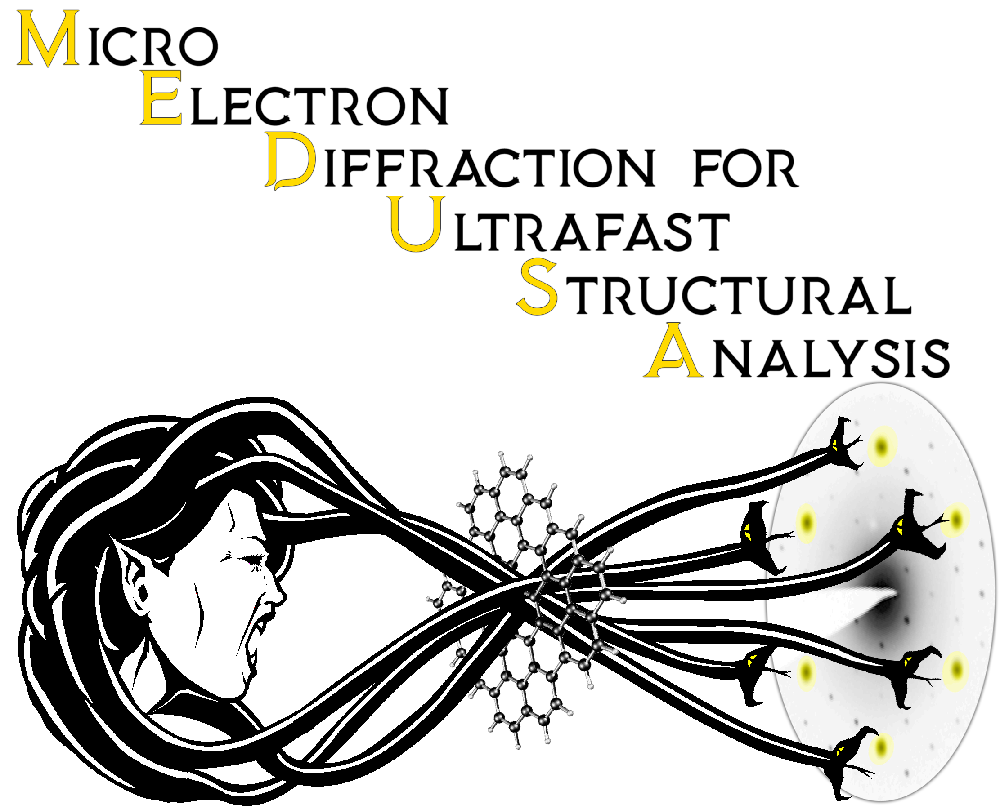 Micro
Electron
Diffraction for
Ultrafast
Structural
Analysis